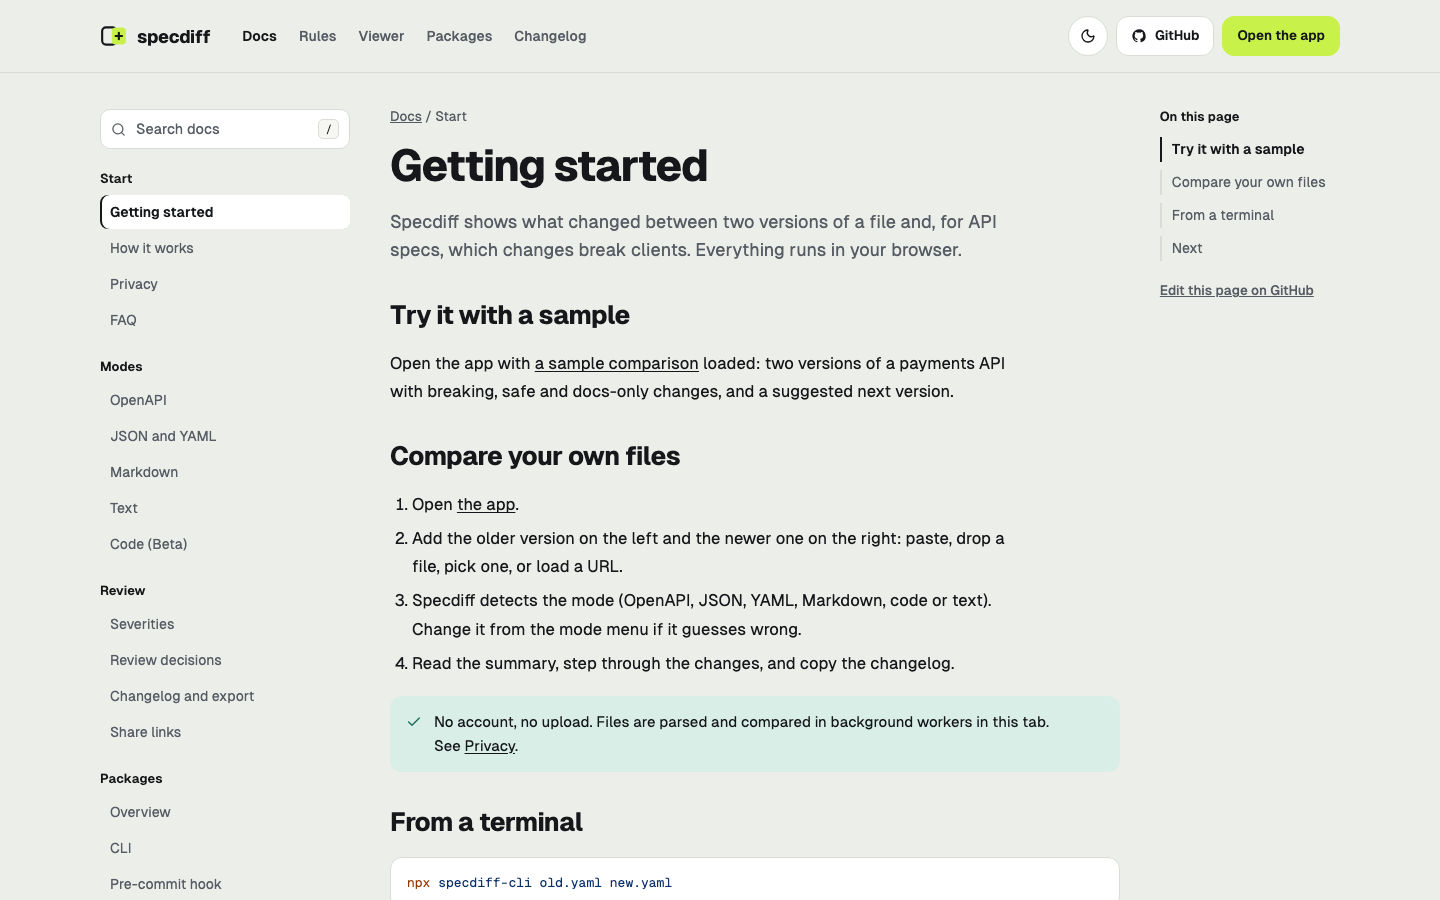 specdiff
Docs
Rules
Viewer
Packages
Changelog
GitHub
Open the app
Search docs
/
Start
Getting started
How it works
Privacy
FAQ
Modes
OpenAPI
JSON and YAML
Markdown
Text
Code (Beta)
Review
Severities
Review decisions
Changelog and export
Share links
Packages
Overview
CLI
Pre-commit hook
Docs / Start
Getting started
Specdiff shows what changed between two versions of a file and, for API
specs, which changes break clients. Everything runs in your browser.
Try it with a sample
Open the app with a sample comparison loaded: two versions of a payments API
with breaking, safe and docs-only changes, and a suggested next version.
Compare your own files
1. Open the app.
2. Add the older version on the left and the newer one on the right: paste, drop a
file, pick one, or load a URL.
3. Specdiff detects the mode (OpenAPI, JSON, YAML, Markdown, code or text).
Change it from the mode menu if it guesses wrong.
4. Read the summary, step through the changes, and copy the changelog.
No account, no upload. Files are parsed and compared in background workers in this tab.
See Privacy.
From a terminal
npx specdiff-cli old.yaml new.yaml
On this page
Try it with a sample
Compare your own files
From a terminal
Next
Edit this page on GitHub